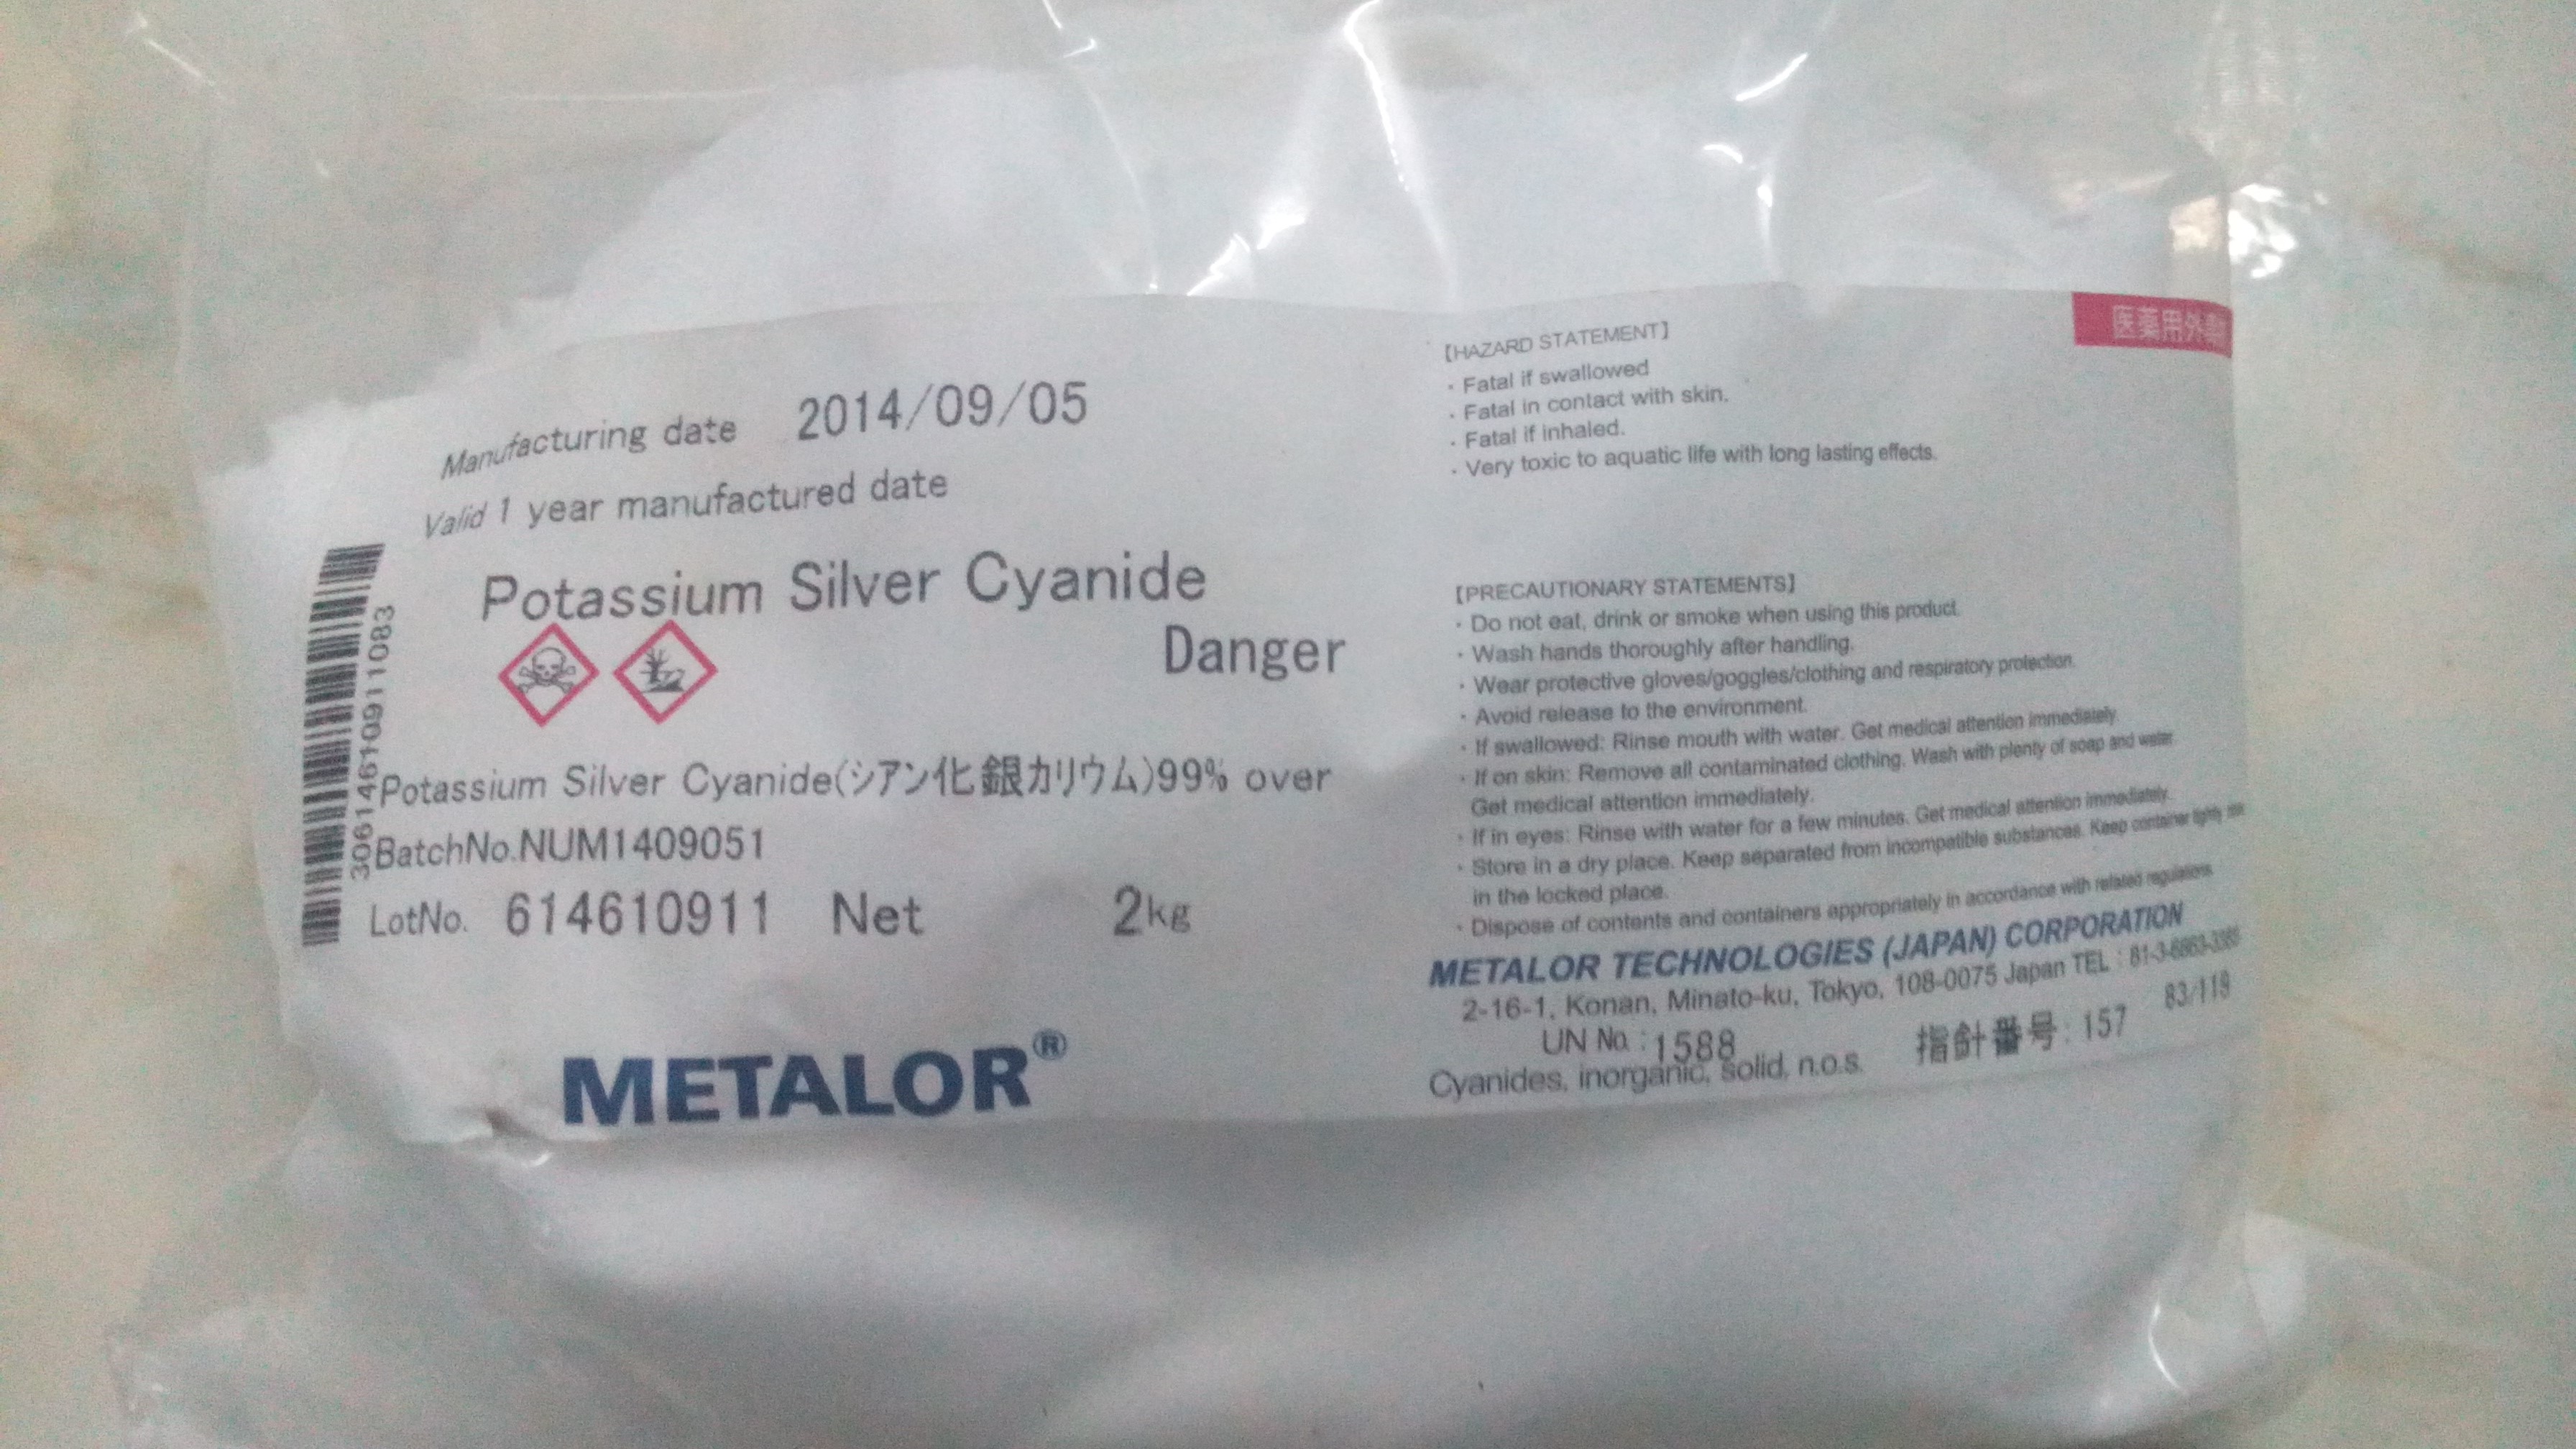 Manufacturing date 2014/09/05
Valid 1 year manufactured date
Potassium Silver Cyanide
Danger
Potassium Silver Cyanide(シアン化銀カリウム)99% over
BatchNo.NUM1409051
LotNo. 614610911 Net 2kg
METALOR®
3061461091 1083
医薬用外
【HAZARD STATEMENT】
・Fatal if swallowed
・Fatal in contact with skin.
・Fatal if inhaled.
・Very toxic to aquatic life with long lasting effects.
【PRECAUTIONARY STATEMENTS】
・Do not eat, drink or smoke when using this product.
・Wash hands thoroughly after handling.
・Wear protective gloves/goggles/clothing and respiratory protection.
・Avoid release to the environment.
・If swallowed: Rinse mouth with water. Get medical attention immediately.
・If on skin: Remove all contaminated clothing. Wash with plenty of soap and water.
Get medical attention immediately.
・If in eyes: Rinse with water for a few minutes. Get medical attention immediately.
・Store in a dry place. Keep separated from incompatible substances. Keep container tightly
in the locked place.
・Dispose of contents and containers appropriately in accordance with related regulations.
METALOR TECHNOLOGIES (JAPAN) CORPORATION
2-16-1, Konan, Minato-ku, Tokyo, 108-0075 Japan TEL : 81-3-
UN No. : 1588 指針番号: 157 83/119
Cyanides, inorganic, solid, n.o.s.